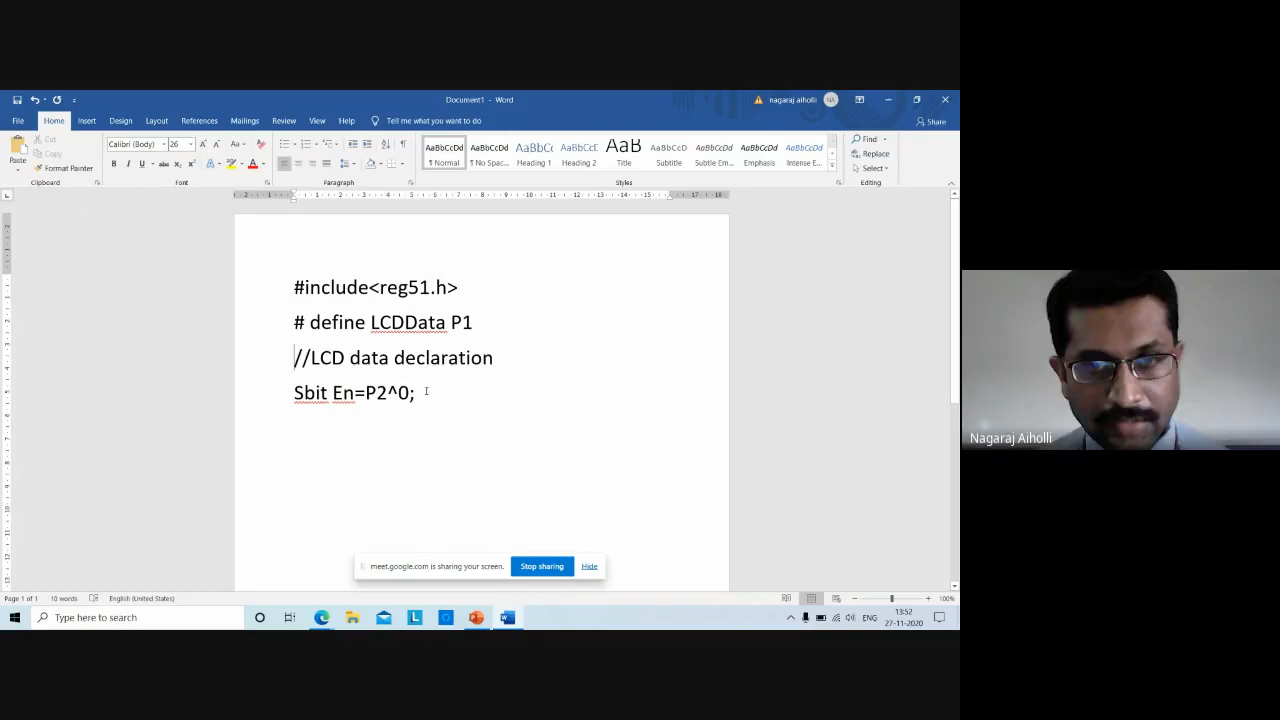 Document1 - Word
nagaraj aiholli
NA
File
Home
Insert
Design
Layout
References
Mailings
Review
View
Help
Tell me what you want to do
Share
Paste
Cut
Copy
Format Painter
Clipboard
Calibri (Body)
26
Font
Paragraph
AaBbCcDd
¶ Normal
AaBbCcDd
¶ No Spac...
AaBbCc
Heading 1
AaBbCcD
Heading 2
AaB
Title
AaBbCcD
Subtitle
AaBbCcDd
Subtle Em...
AaBbCcDd
Emphasis
AaBbCcDd
Intense E...
Styles
Find
Replace
Select
Editing
#include<reg51.h>
# define LCDData P1
//LCD data declaration
Sbit En=P2^0;
meet.google.com is sharing your screen.
Stop sharing
Hide
Page 1 of 1
10 words
English (United States)
100%
Type here to search
ENG
13:52
27-11-2020
Nagaraj Aiholli